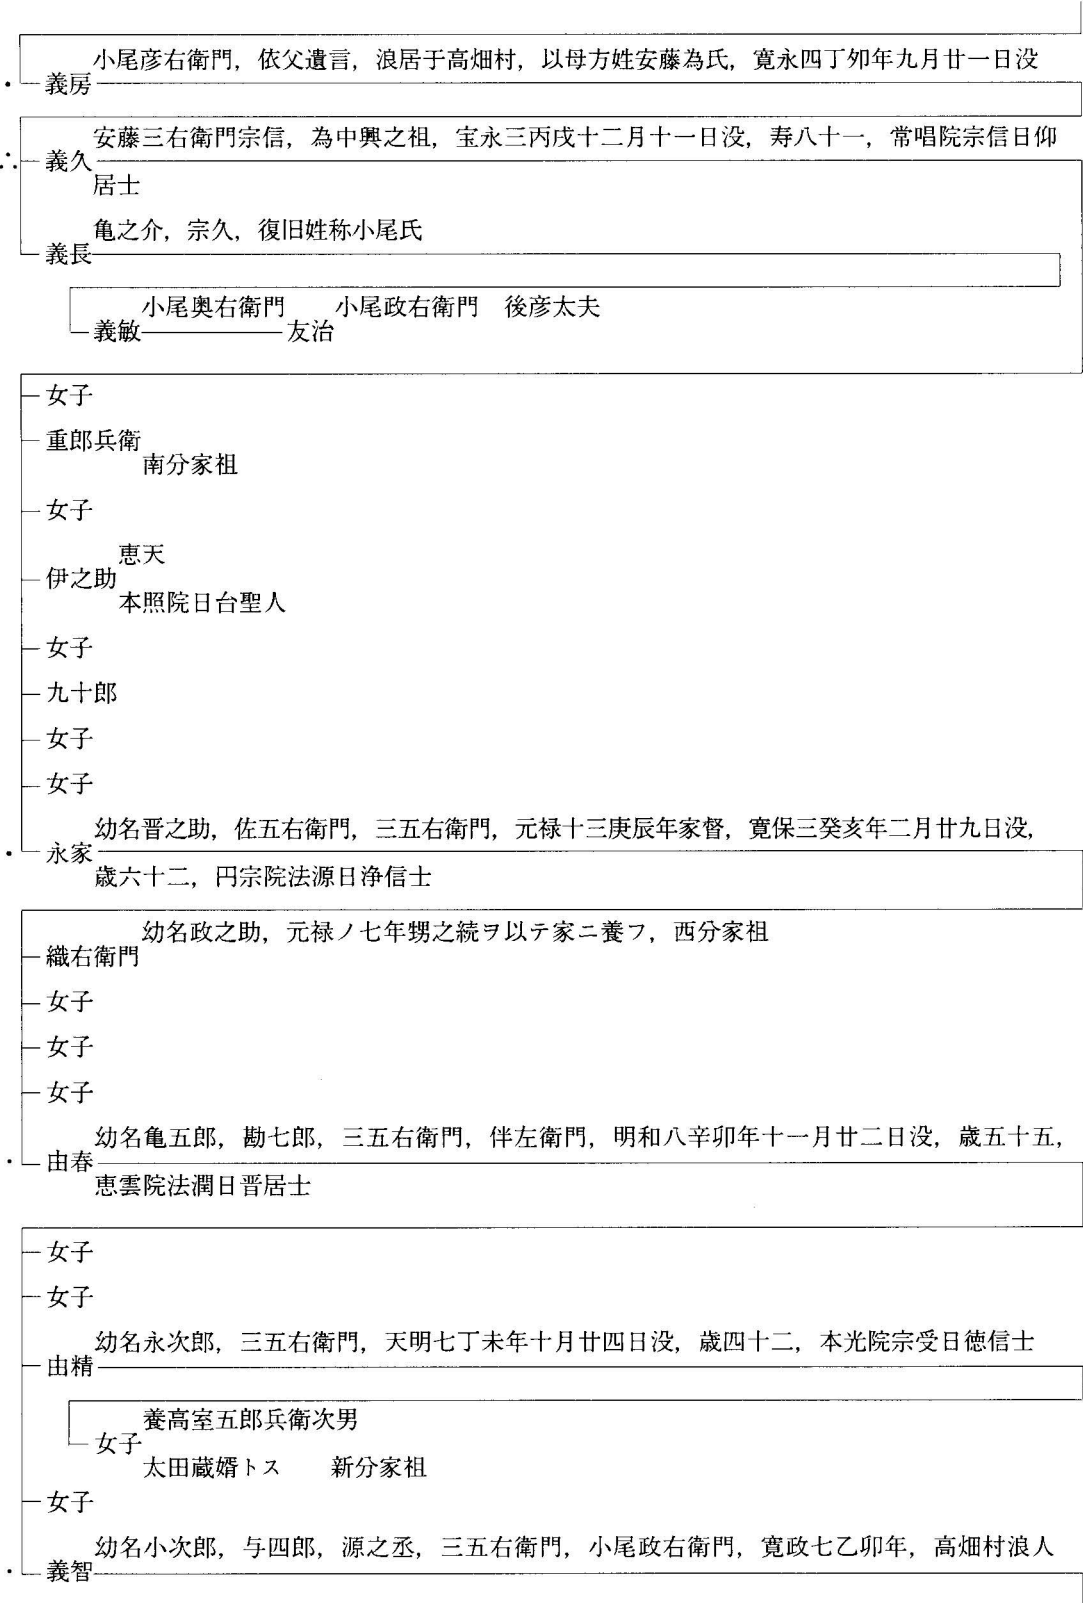 小尾彦右衛門，依父遺言，浪居于高畑村，以母方姓安藤為氏，寛永四丁夘年九月廿一日没
義房
安藤三右衛門宗信，為中興之祖，宝永三丙戌十二月十一日没，寿八十一，常唱院宗信日仰
義久
居士
亀之介，宗久，復旧姓称小尾氏
義長
小尾奥右衛門　小尾政右衛門　後彦太夫
義敏　友治
女子
重郎兵衛
南分家祖
女子
恵天
伊之助
本照院日台聖人
女子
九十郎
女子
女子
幼名晋之助，佐五右衛門，三五右衛門，元禄十三庚辰年家督，寛保三癸亥年二月廿九日没，
永家
歳六十二，円宗院法源日浄信士
幼名政之助，元禄ノ七年甥之続ヲ以テ家ニ養フ，西分家祖
織右衛門
女子
女子
女子
幼名亀五郎，勘七郎，三五右衛門，伴左衛門，明和八辛卯年十一月廿二日没，歳五十五，
由春
恵雲院法潤日晋居士
女子
女子
幼名永次郎，三五右衛門，天明七丁未年十月廿四日没，歳四十二，本光院宗受日徳信士
由精
養高室五郎兵衛次男
女子
太田蔵婿トス　新分家祖
女子
幼名小次郎，与四郎，源之丞，三五右衛門，小尾政右衛門，寛政七乙卯年，高畑村浪人
義智